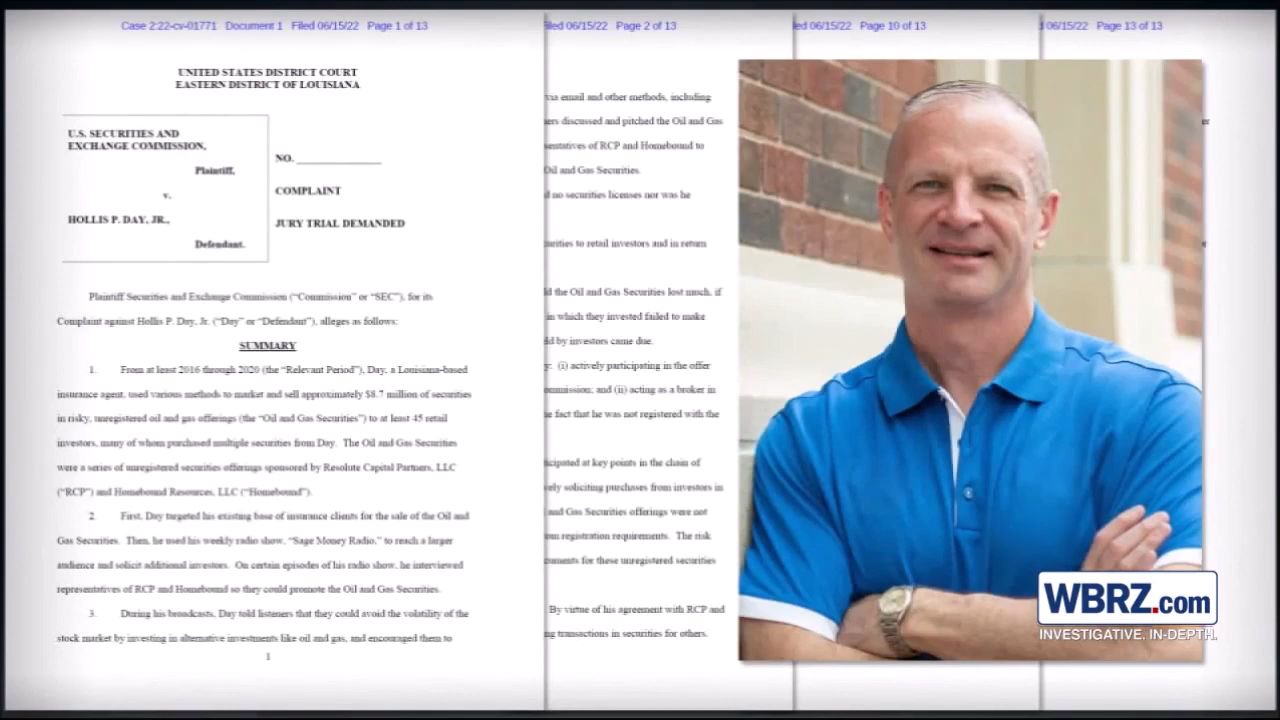 Case 2:22-cv-01771 Document 1 Filed 06/15/22 Page 1 of 13
UNITED STATES DISTRICT COURT
EASTERN DISTRICT OF LOUISIANA
U.S. SECURITIES AND
EXCHANGE COMMISSION,
Plaintiff,
v.
HOLLIS P. DAY, JR.,
Defendant.
NO.
COMPLAINT
JURY TRIAL DEMANDED
Plaintiff Securities and Exchange Commission (“Commission” or “SEC”), for its
Complaint against Hollis P. Day, Jr. (“Day” or “Defendant”), alleges as follows:
SUMMARY
1. From at least 2016 through 2020 (the “Relevant Period”), Day, a Louisiana-based
insurance agent, used various methods to market and sell approximately $8.7 million of securities
in risky, unregistered oil and gas offerings (the “Oil and Gas Securities”) to at least 45 retail
investors, many of whom purchased multiple securities from Day. The Oil and Gas Securities
were a series of unregistered securities offerings sponsored by Resolute Capital Partners, LLC
(“RCP”) and Homebound Resources, LLC (“Homebound”).
2. First, Day targeted his existing base of insurance clients for the sale of the Oil and
Gas Securities. Then, he used his weekly radio show, “Sage Money Radio,” to reach a larger
audience and solicit additional investors. On certain episodes of his radio show, he interviewed
representatives of RCP and Homebound so they could promote the Oil and Gas Securities.
3. During his broadcasts, Day told listeners that they could avoid the volatility of the
stock market by investing in alternative investments like oil and gas, and encouraged them to
1
iled 06/15/22 Page 2 of 13
via email and other methods, including
ers discussed and pitched the Oil and Gas
sentatives of RCP and Homebound to
Oil and Gas Securities.
d no securities licenses nor was he
urities to retail investors and in return
d the Oil and Gas Securities lost much, if
in which they invested failed to make
ld by investors came due.
y: (i) actively participating in the offer
ommission; and (ii) acting as a broker in
e fact that he was not registered with the
icipated at key points in the chain of
vely soliciting purchases from investors in
and Gas Securities offerings were not
om registration requirements. The risk
cuments for these unregistered securities
By virtue of his agreement with RCP and
ng transactions in securities for others.
ed 06/15/22 Page 10 of 13
06/15/22 Page 13 of 13
er
or
WBRZ.com
INVESTIGATIVE. IN-DEPTH.